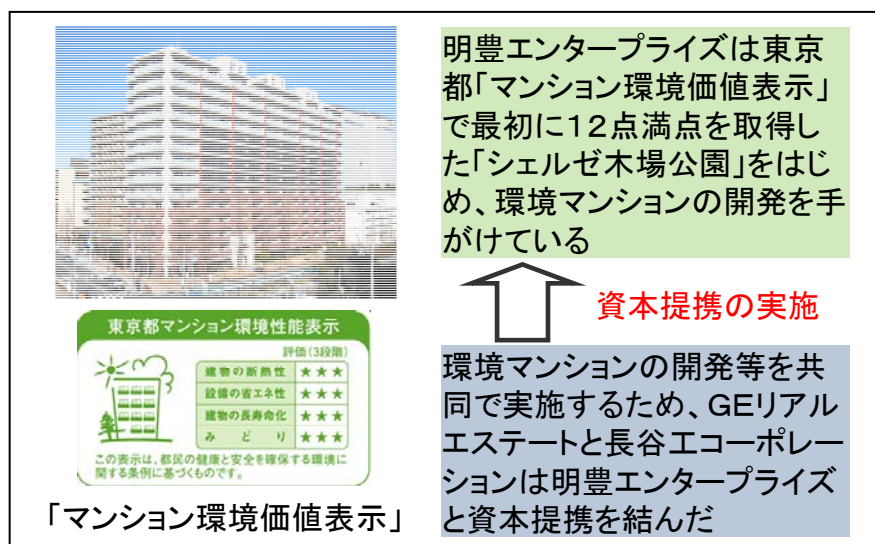 明豊エンタープライズは東京
都「マンション環境価値表示」
で最初に12点満点を取得し
た「シェルゼ木場公園」をはじ
め、環境マンションの開発を手
がけている
資本提携の実施
東京都マンション環境性能表示
評価(3段階)
建物の断熱性 ★★★
設備の省エネ性 ★★★
建物の長寿命化 ★★★
みどり ★★★
この表示は、都民の健康と安全を確保する環境に
関する条例に基づくものです。
「マンション環境価値表示」
環境マンションの開発等を共
同で実施するため、GEリアル
エステートと長谷工コーポレー
ションは明豊エンタープライズ
と資本提携を結んだ